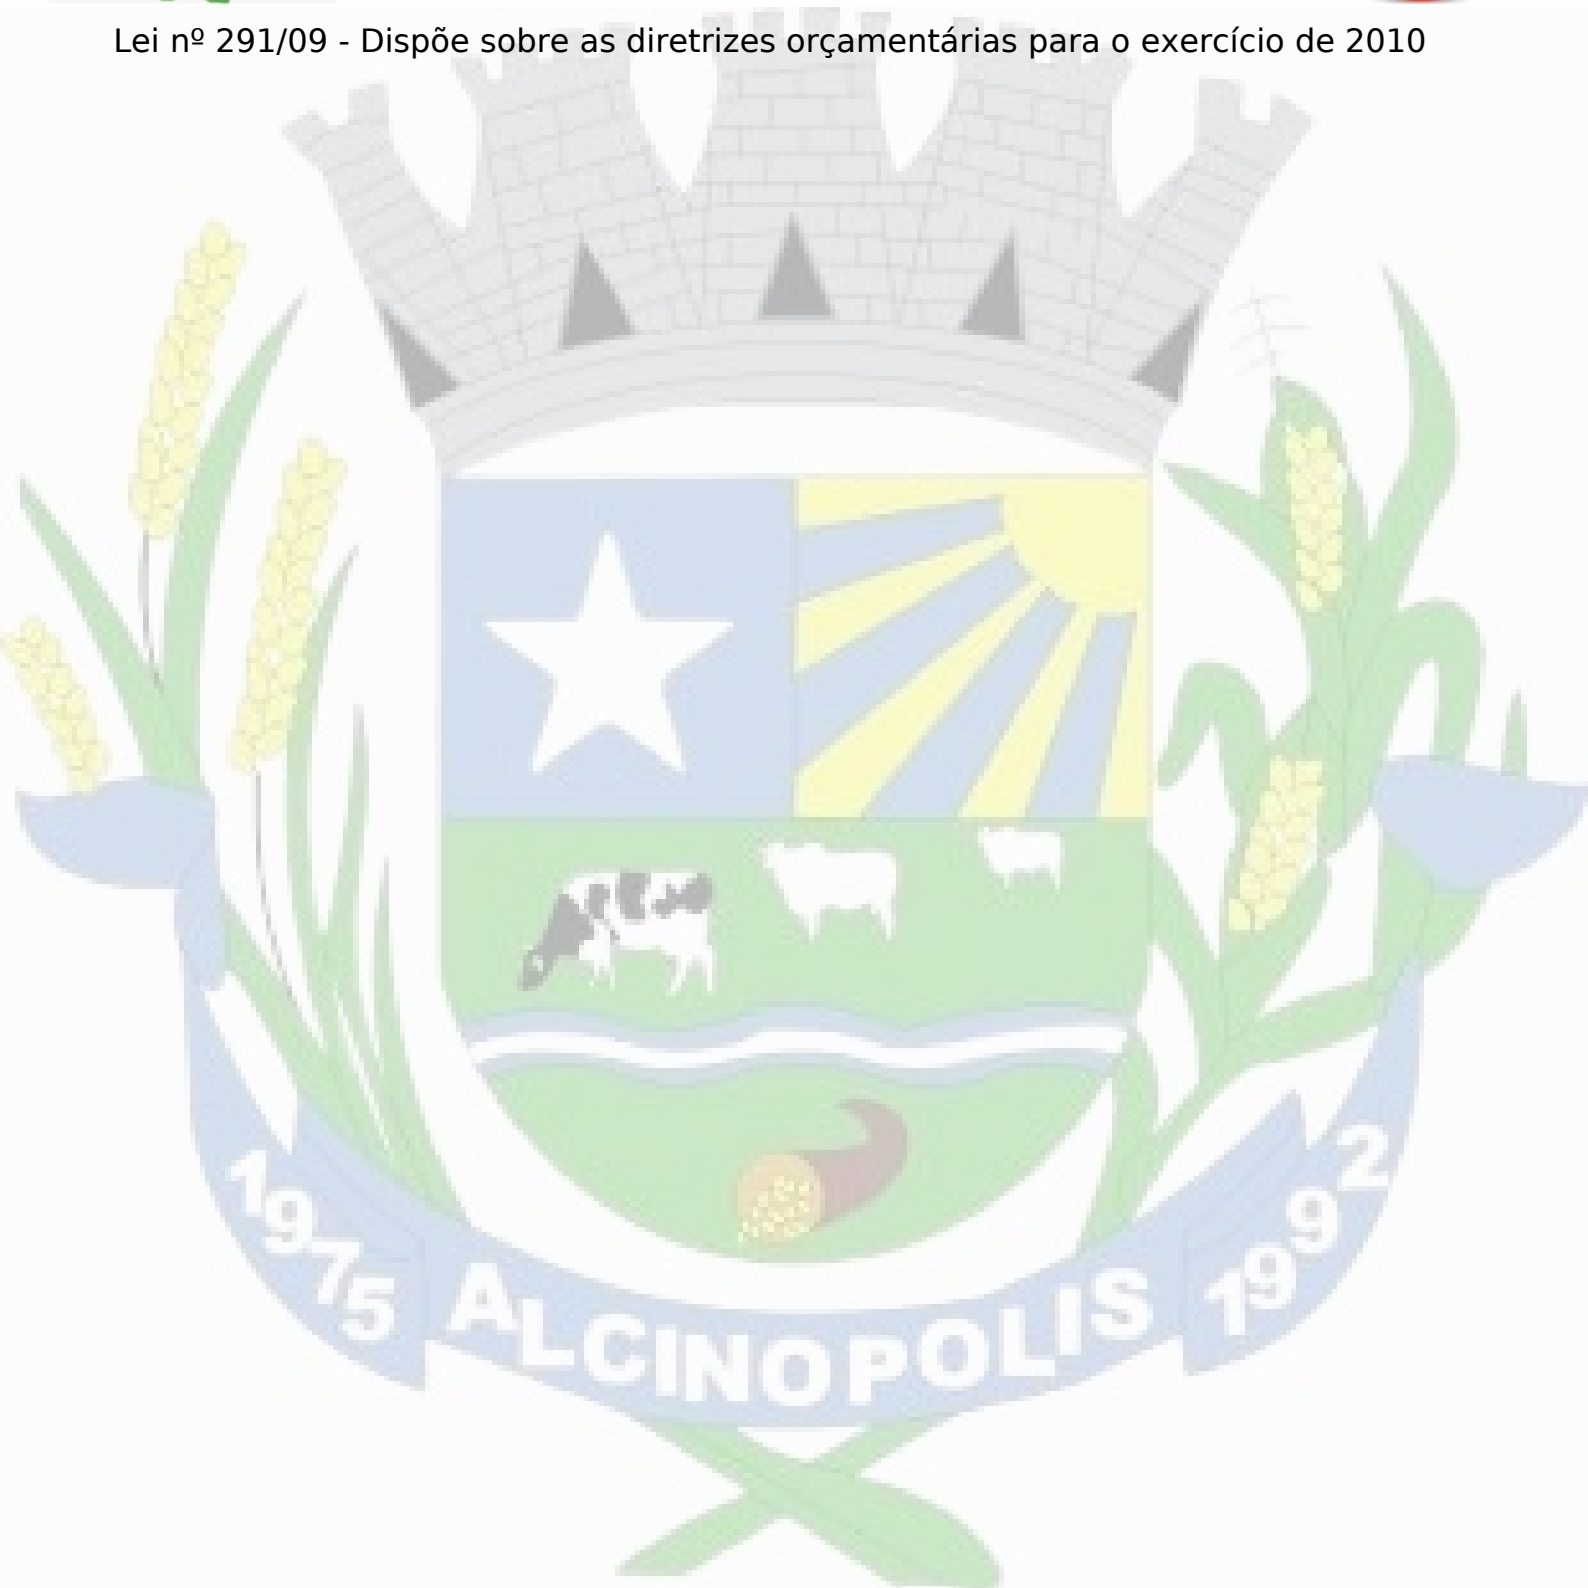 Lei nº 291/09 - Dispõe sobre as diretrizes orçamentárias para o exercício de 2010
1975 ALCINOPOLIS 1992